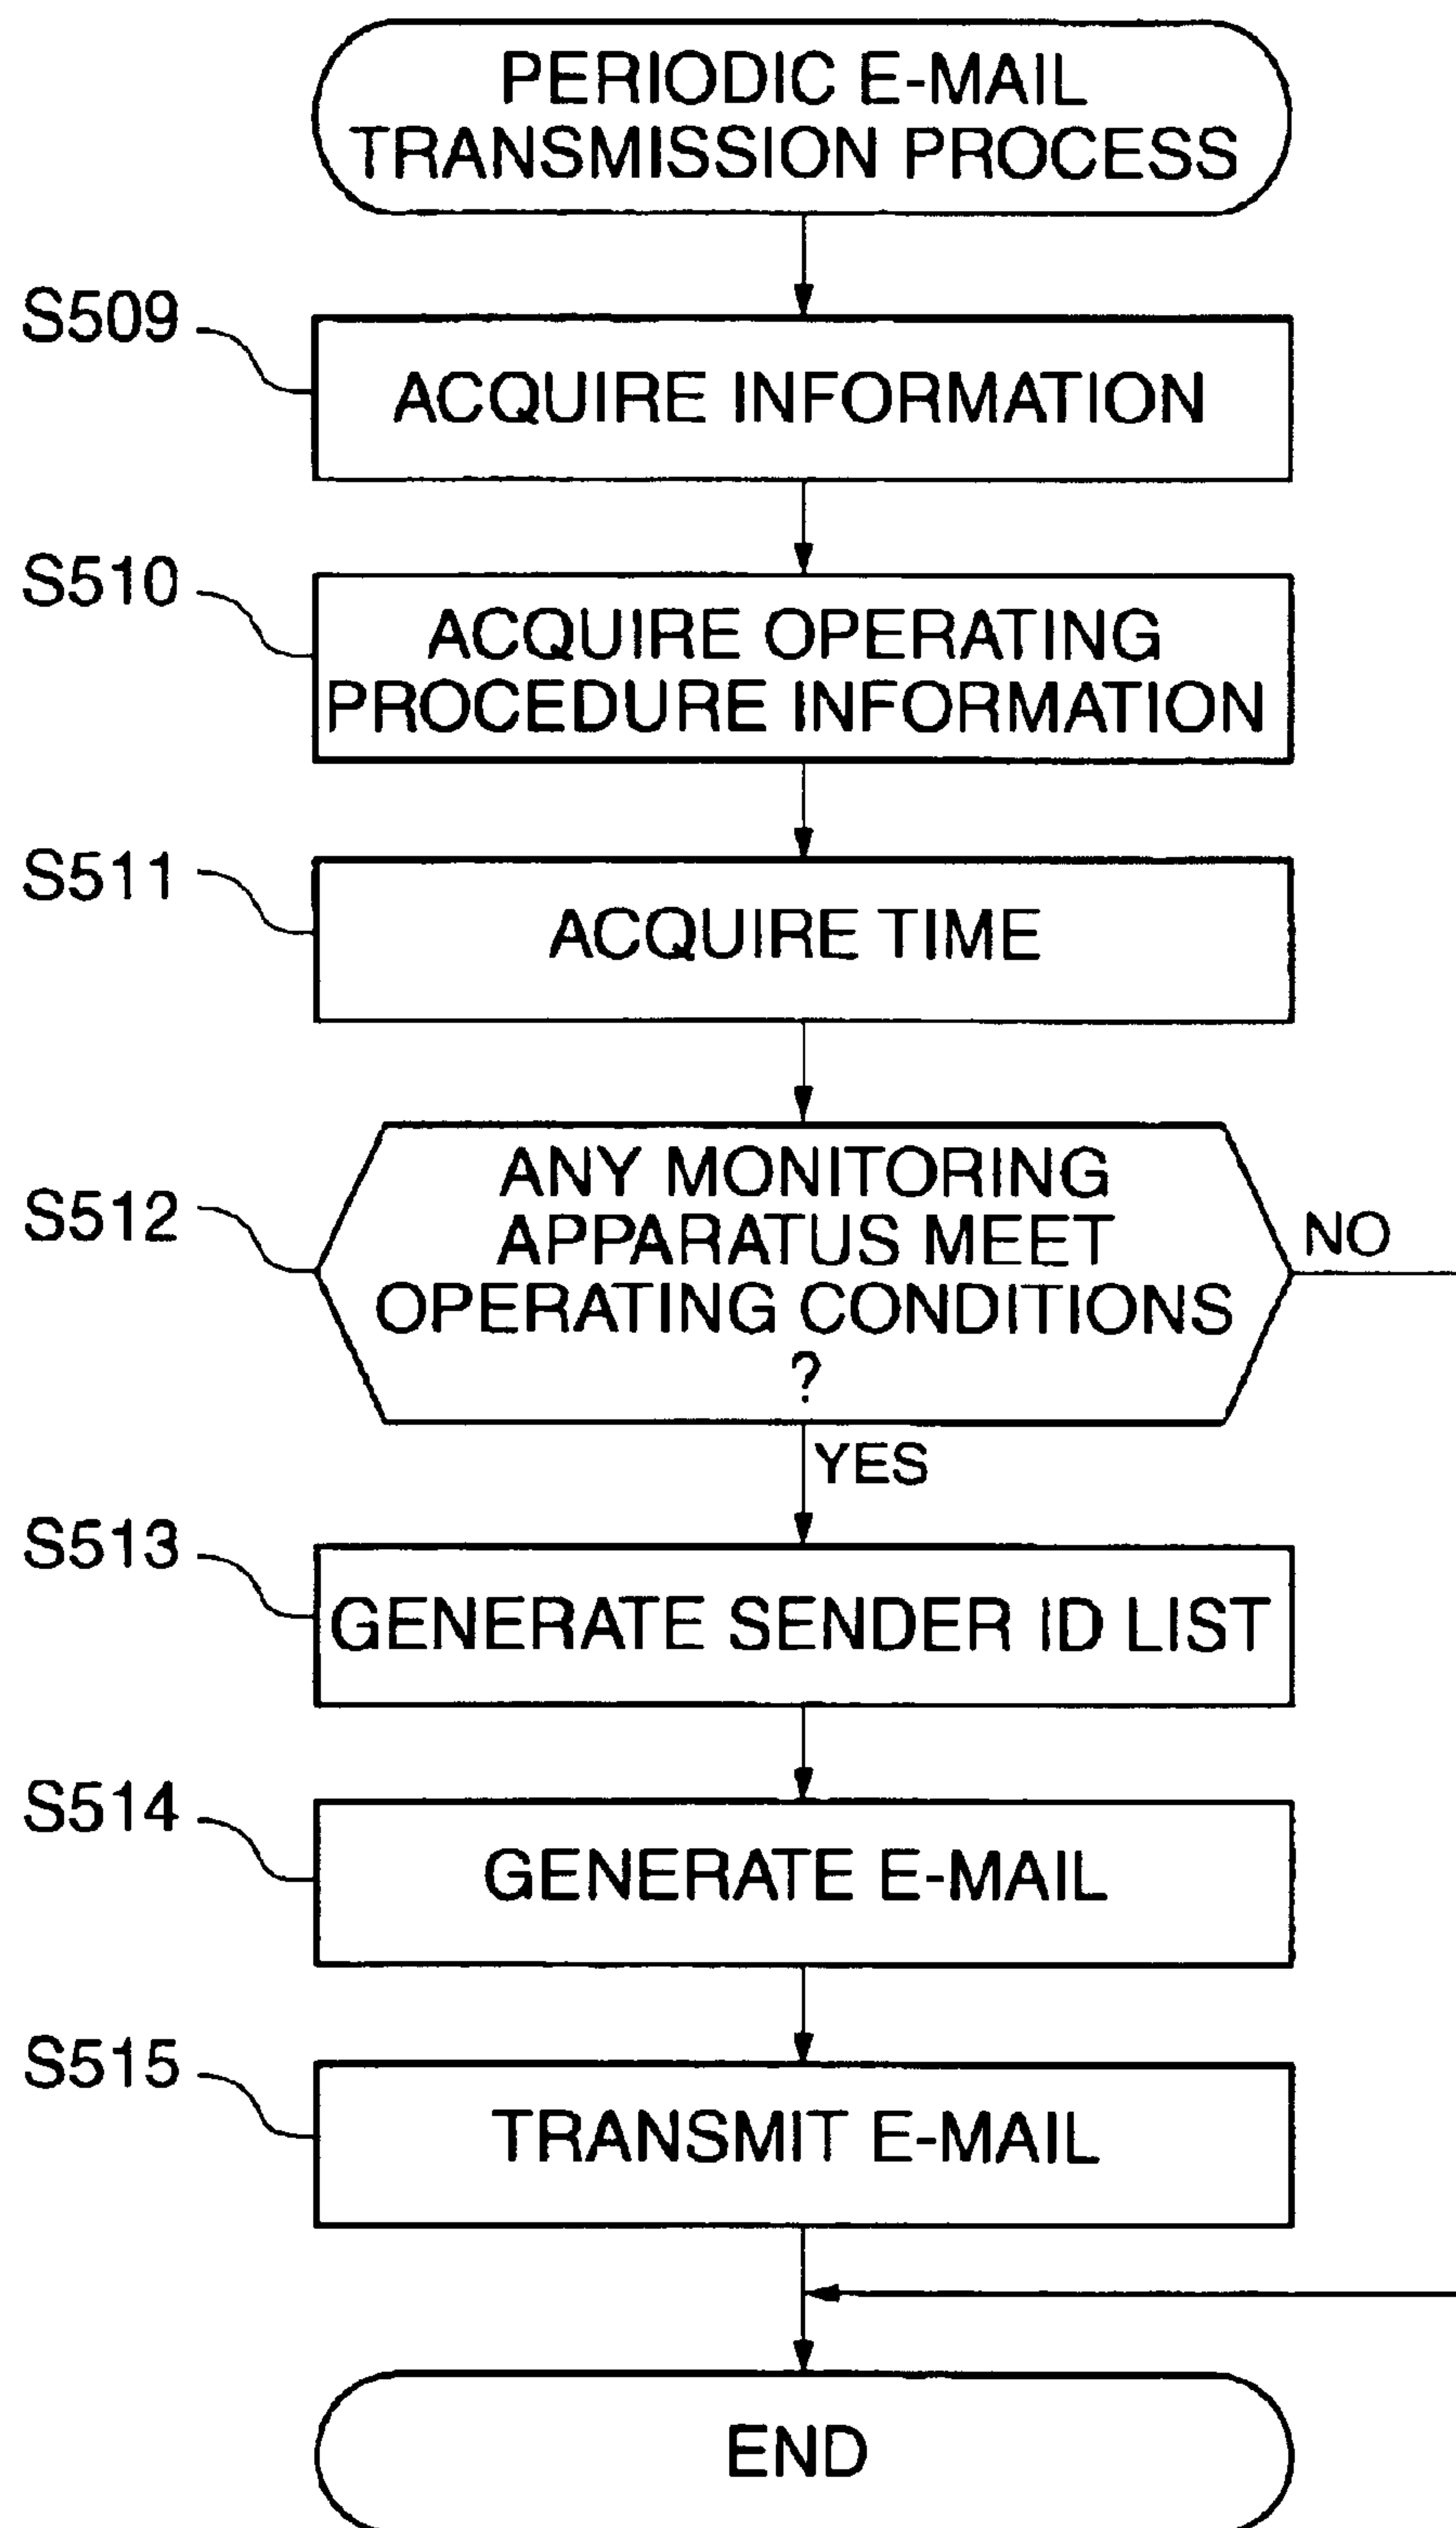 PERIODIC E-MAIL
TRANSMISSION PROCESS
S509
ACQUIRE INFORMATION
S510
ACQUIRE OPERATING
PROCEDURE INFORMATION
S511
ACQUIRE TIME
S512
ANY MONITORING
APPARATUS MEET
OPERATING CONDITIONS
?
NO
YES
S513
GENERATE SENDER ID LIST
S514
GENERATE E-MAIL
S515
TRANSMIT E-MAIL
END